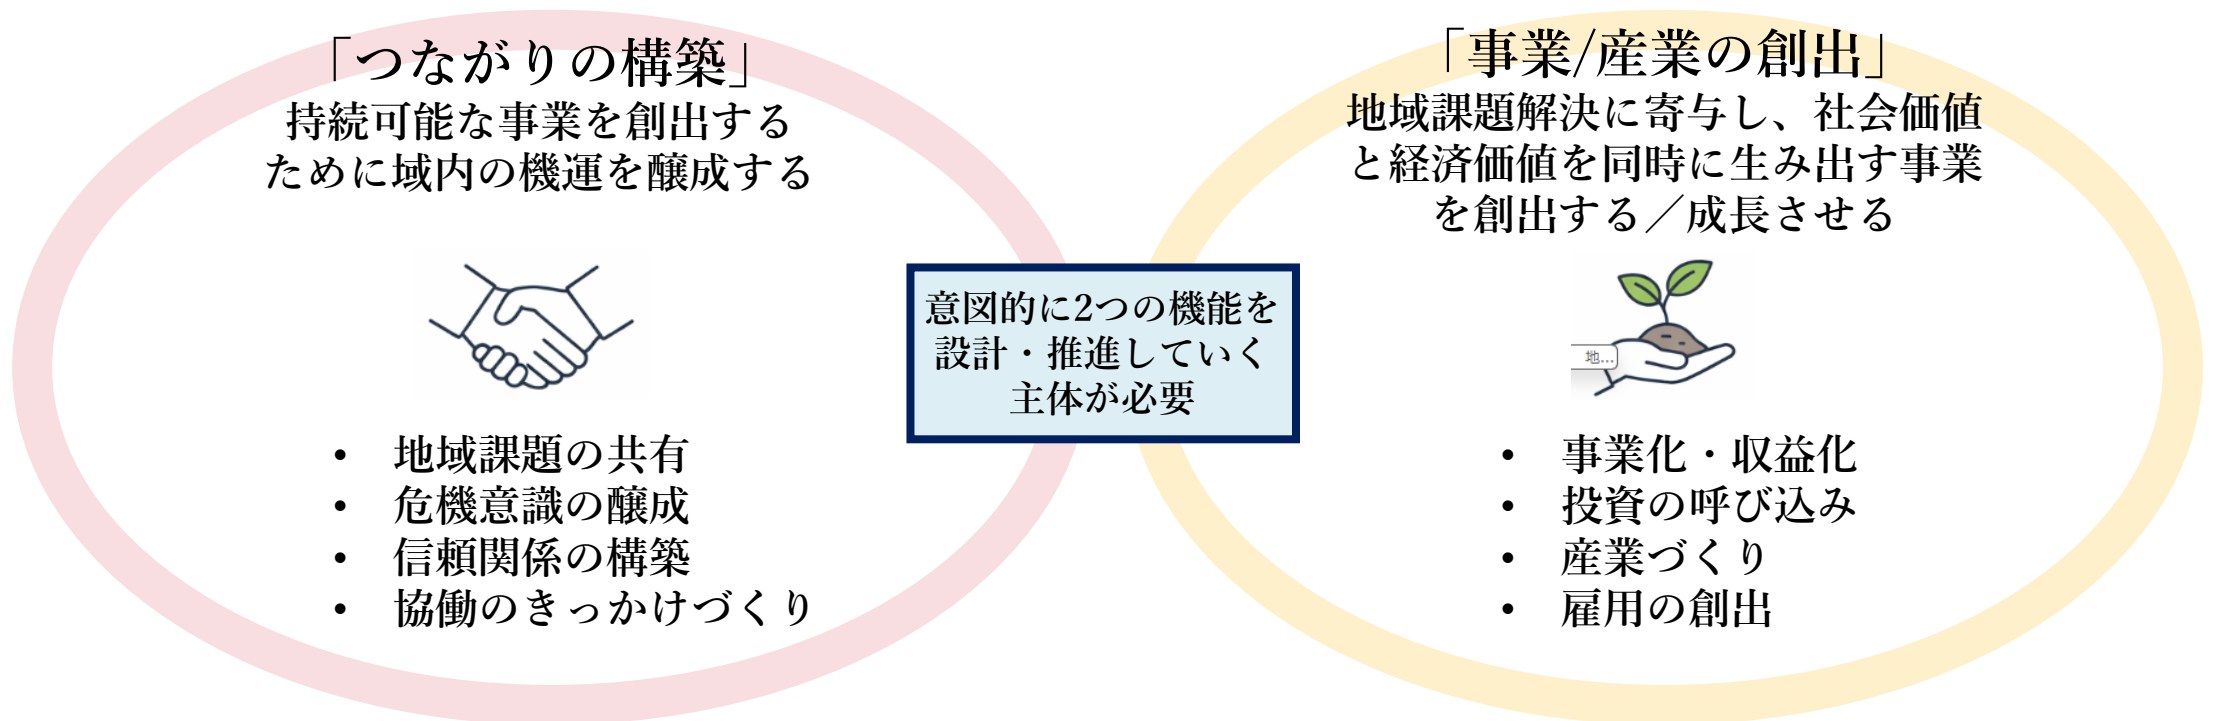 「つながりの構築」
持続可能な事業を創出する
ために域内の機運を醸成する
• 地域課題の共有
• 危機意識の醸成
• 信頼関係の構築
• 協働のきっかけづくり
意図的に2つの機能を
設計・推進していく
主体が必要
「事業/産業の創出」
地域課題解決に寄与し、社会価値
と経済価値を同時に生み出す事業
を創出する／成長させる
地...
• 事業化・収益化
• 投資の呼び込み
• 産業づくり
• 雇用の創出